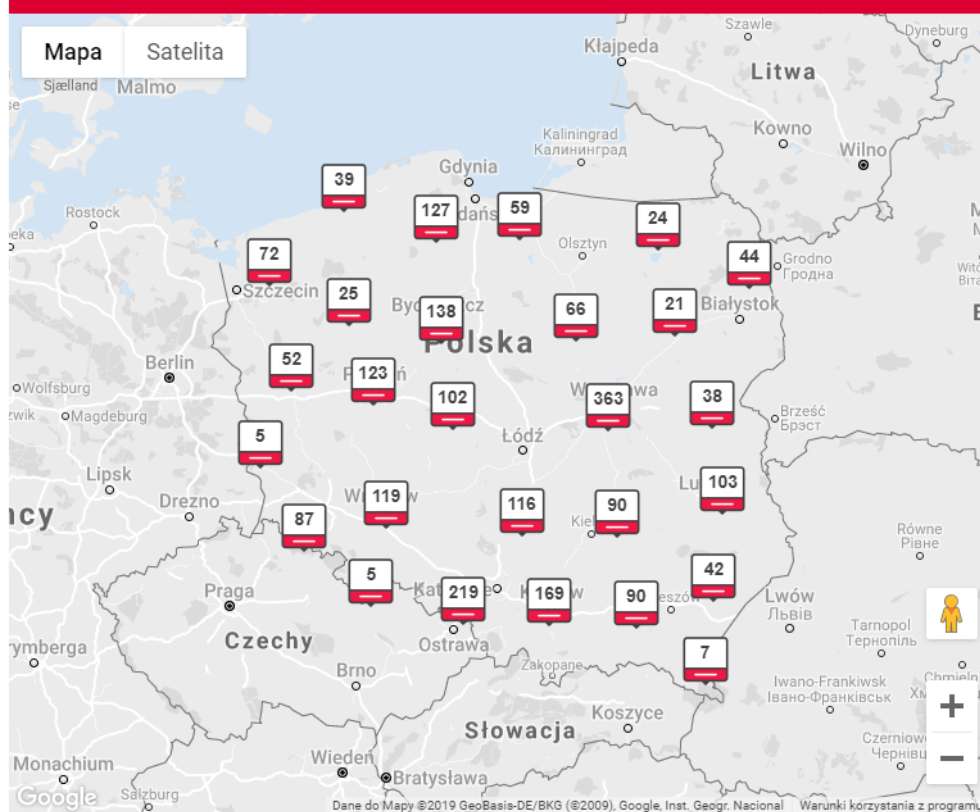 Mapa
Satelita
Szawle
Dyneburg
Kłajpeda
Litwa
Sjælland
Malmo
Kaliningrad
Калининград
Kowno
Wilno
Gdynia
39
127
59
24
Rostock
Olsztyn
72
44
Grodno
Гродна
Szczecin
25
138
66
21
Białystok
Polska
52
123
Berlin
Wolfsburg
Magdeburg
102
363
38
Brześć
Брэст
5
Łódź
Lipsk
Drezno
119
116
90
103
87
Równe
Рівне
5
219
169
90
42
Praga
Lwów
Львів
Ostrawa
Czechy
Tarnopol
Тернопіль
7
Zakopane
Brno
Iwano-Frankiwsk
Івано-Франківськ
Koszyce
Słowacja
Monachium
Wiedeń
Bratysława
Salzburg
Google
Dane do Mapy ©2019 GeoBasis-DE/BKG (©2009), Google, Inst. Geogr. Nacional
Warunki korzystania z